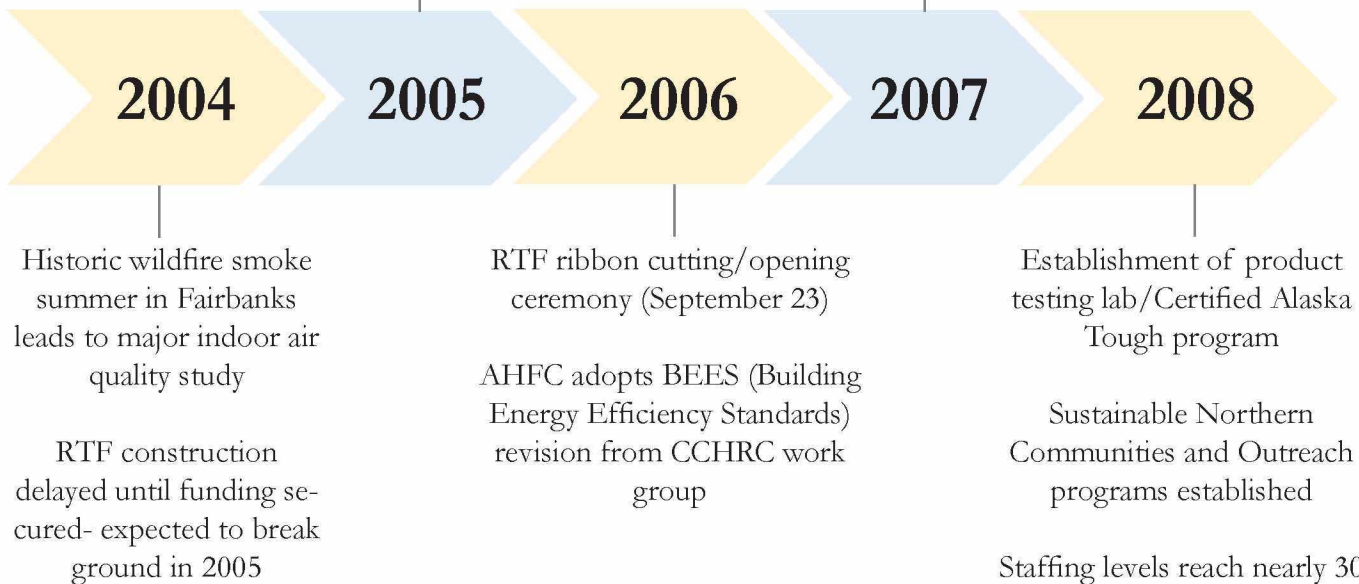 2004
2005
2006
2007
2008
Historic wildfire smoke
summer in Fairbanks
leads to major indoor air
quality study
RTF construction
delayed until funding se-
cured- expected to break
ground in 2005
RTF ribbon cutting/opening
ceremony (September 23)
AHFC adopts BEES (Building
Energy Efficiency Standards)
revision from CCHRC work
group
Establishment of product
testing lab/Certified Alaska
Tough program
Sustainable Northern
Communities and Outreach
programs established
Staffing levels reach nearly 30